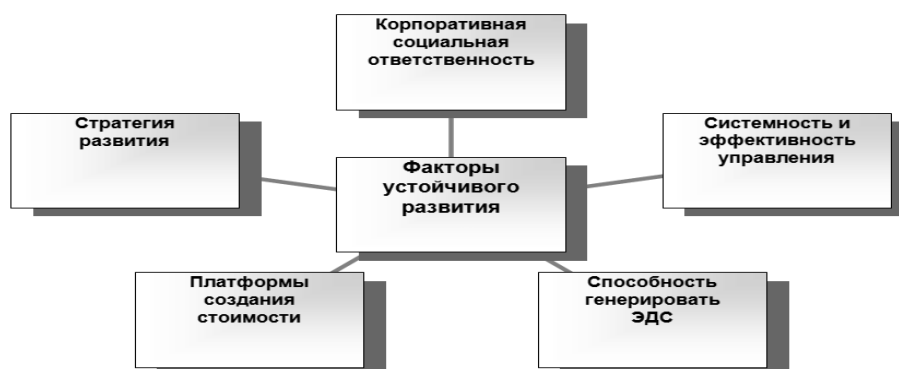 Корпоративная
социальная
ответственность
Стратегия
развития
Системность и
эффективность
управления
Факторы
устойчивого
развития
Платформы
создания
стоимости
Способность
генерировать
ЭДС